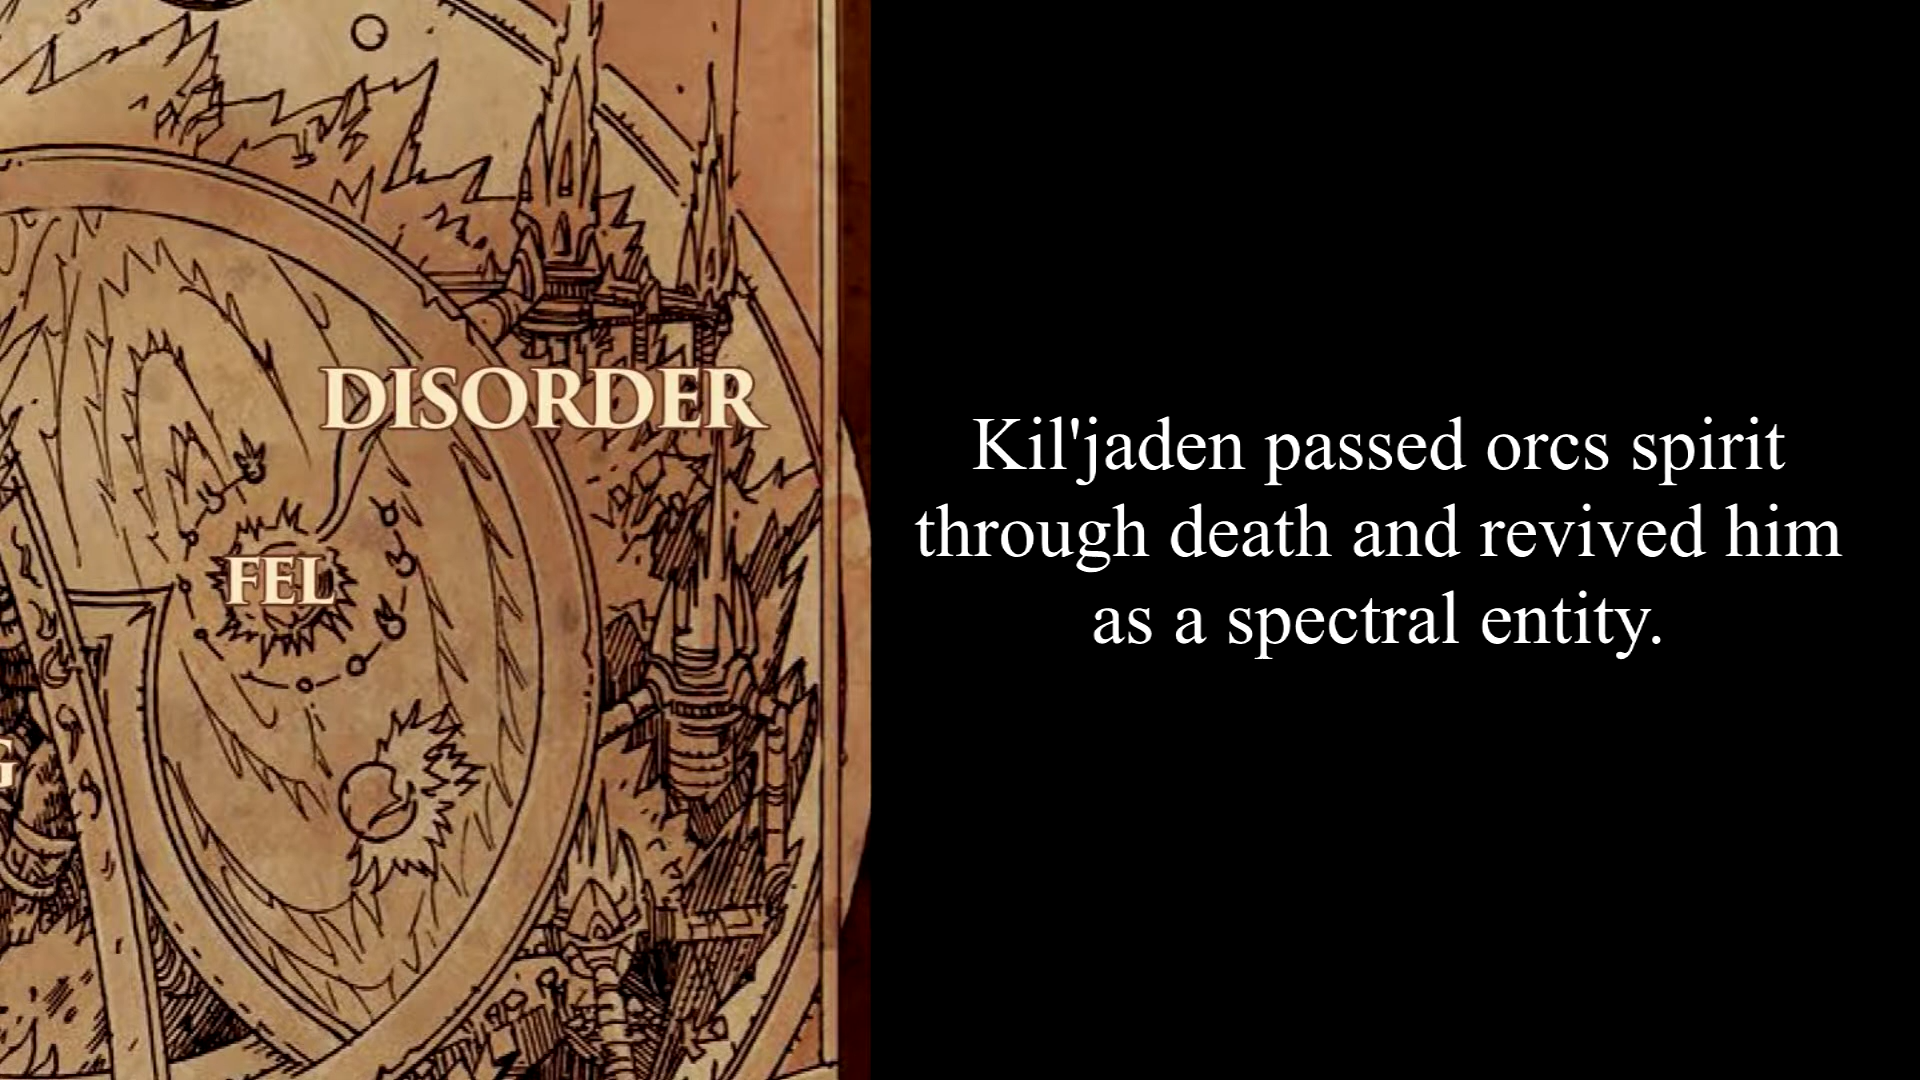 DISORDER
FEL
G
Kil'jaden passed orcs spirit
through death and revived him
as a spectral entity.